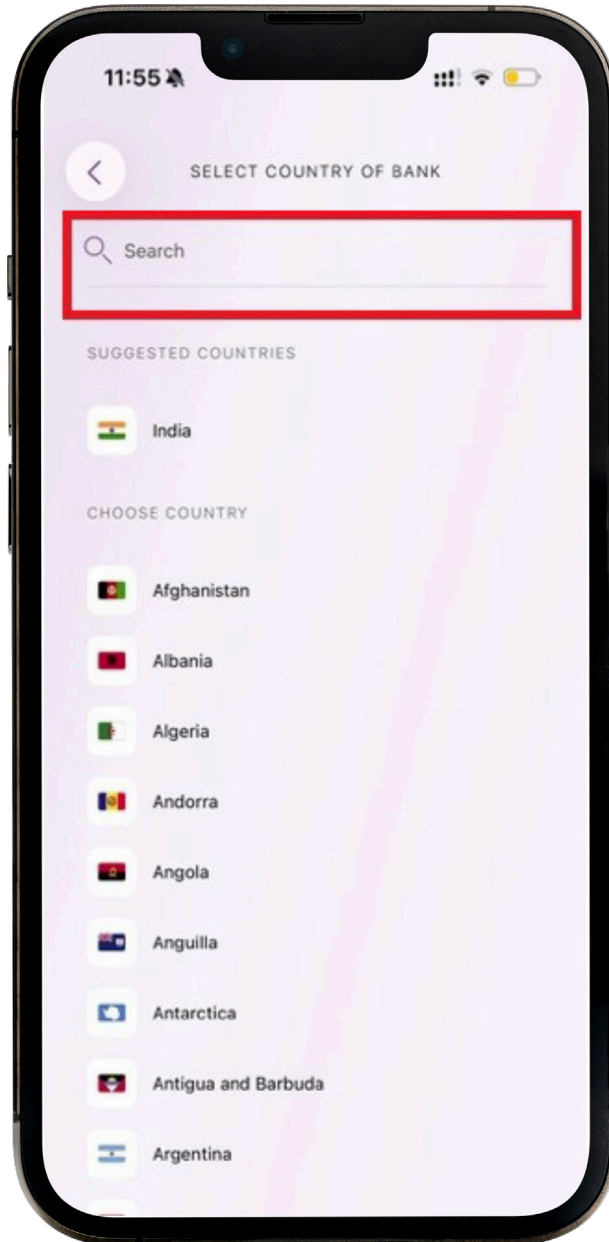 11:55
SELECT COUNTRY OF BANK
Search
SUGGESTED COUNTRIES
India
CHOOSE COUNTRY
Afghanistan
Albania
Algeria
Andorra
Angola
Anguilla
Antarctica
Antigua and Barbuda
Argentina